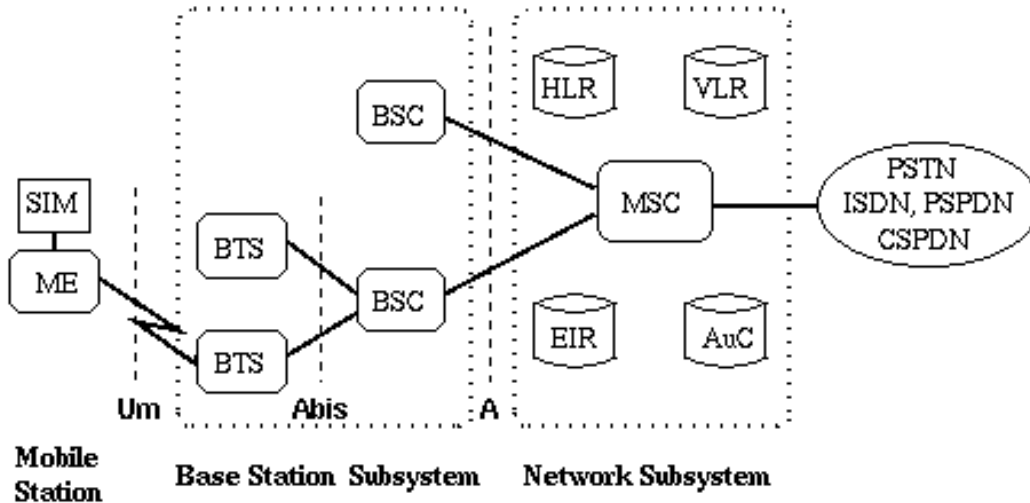 HLR
VLR
BSC
PSTN
ISDN, PSPDN
CSPDN
MSC
SIM
BTS
ME
BSC
EIR
AuC
BTS
Um
Abis
A
Mobile
Station
Base Station Subsystem
Network Subsystem